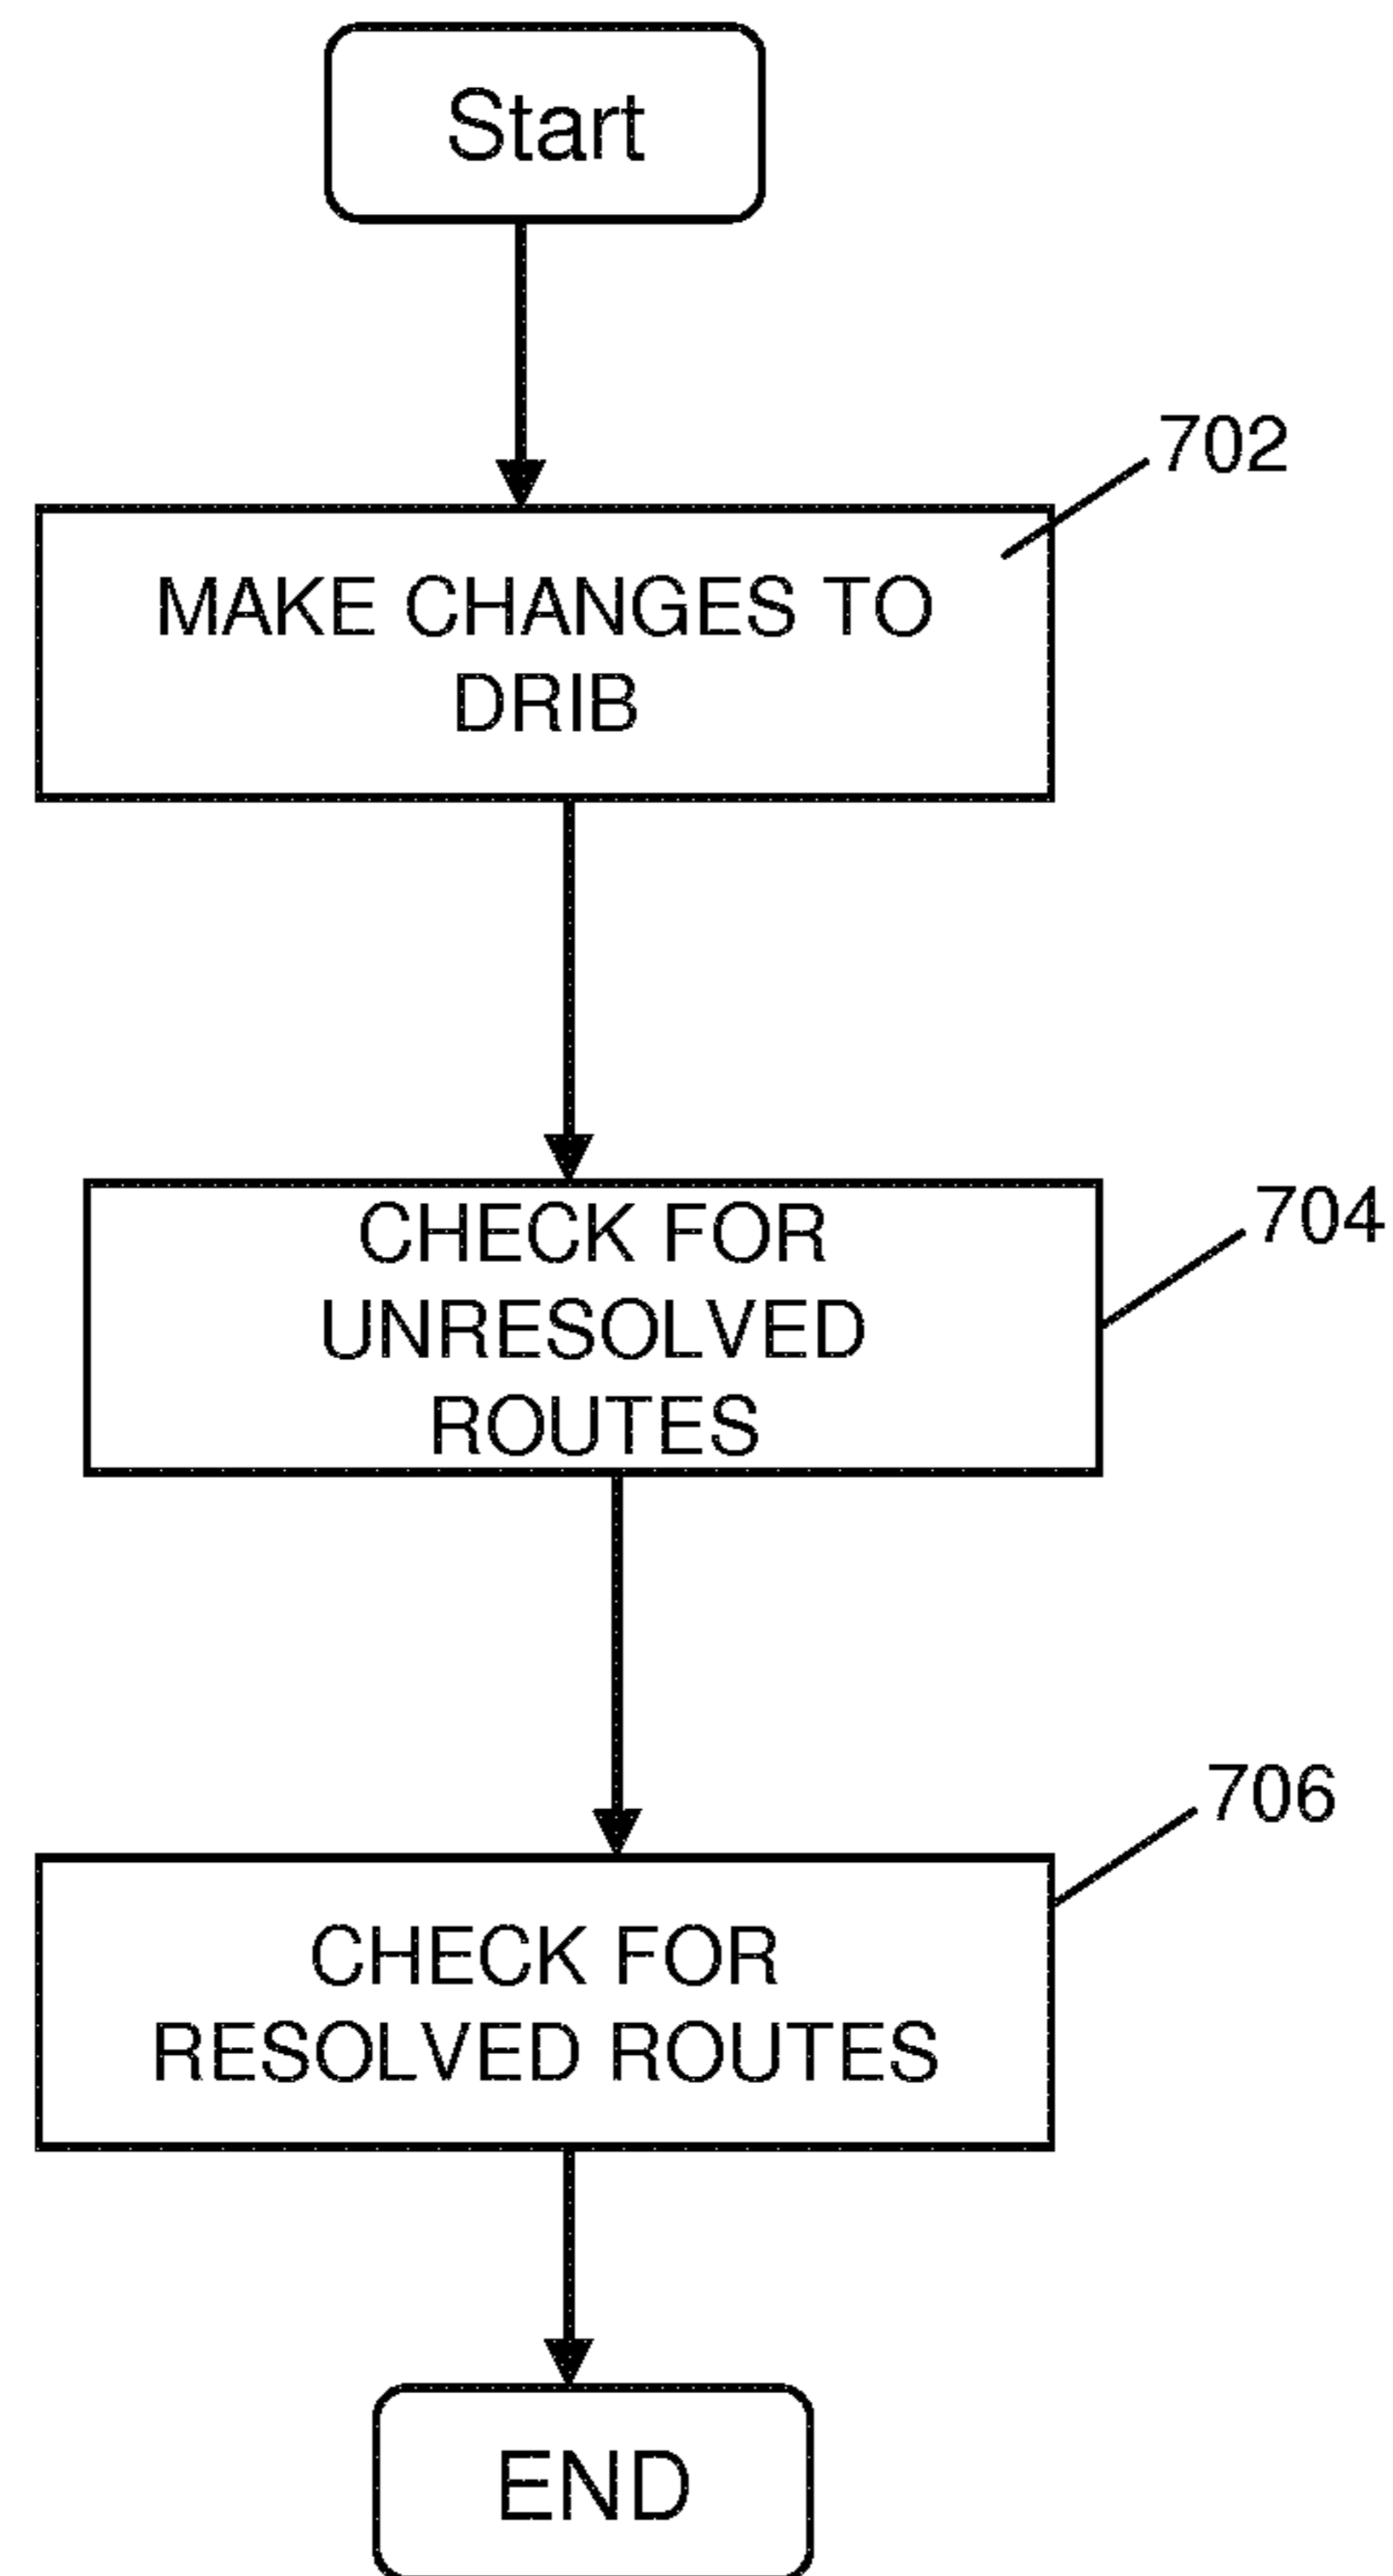 Start
702
MAKE CHANGES TO
DRIB
704
CHECK FOR
UNRESOLVED
ROUTES
706
CHECK FOR
RESOLVED ROUTES
END